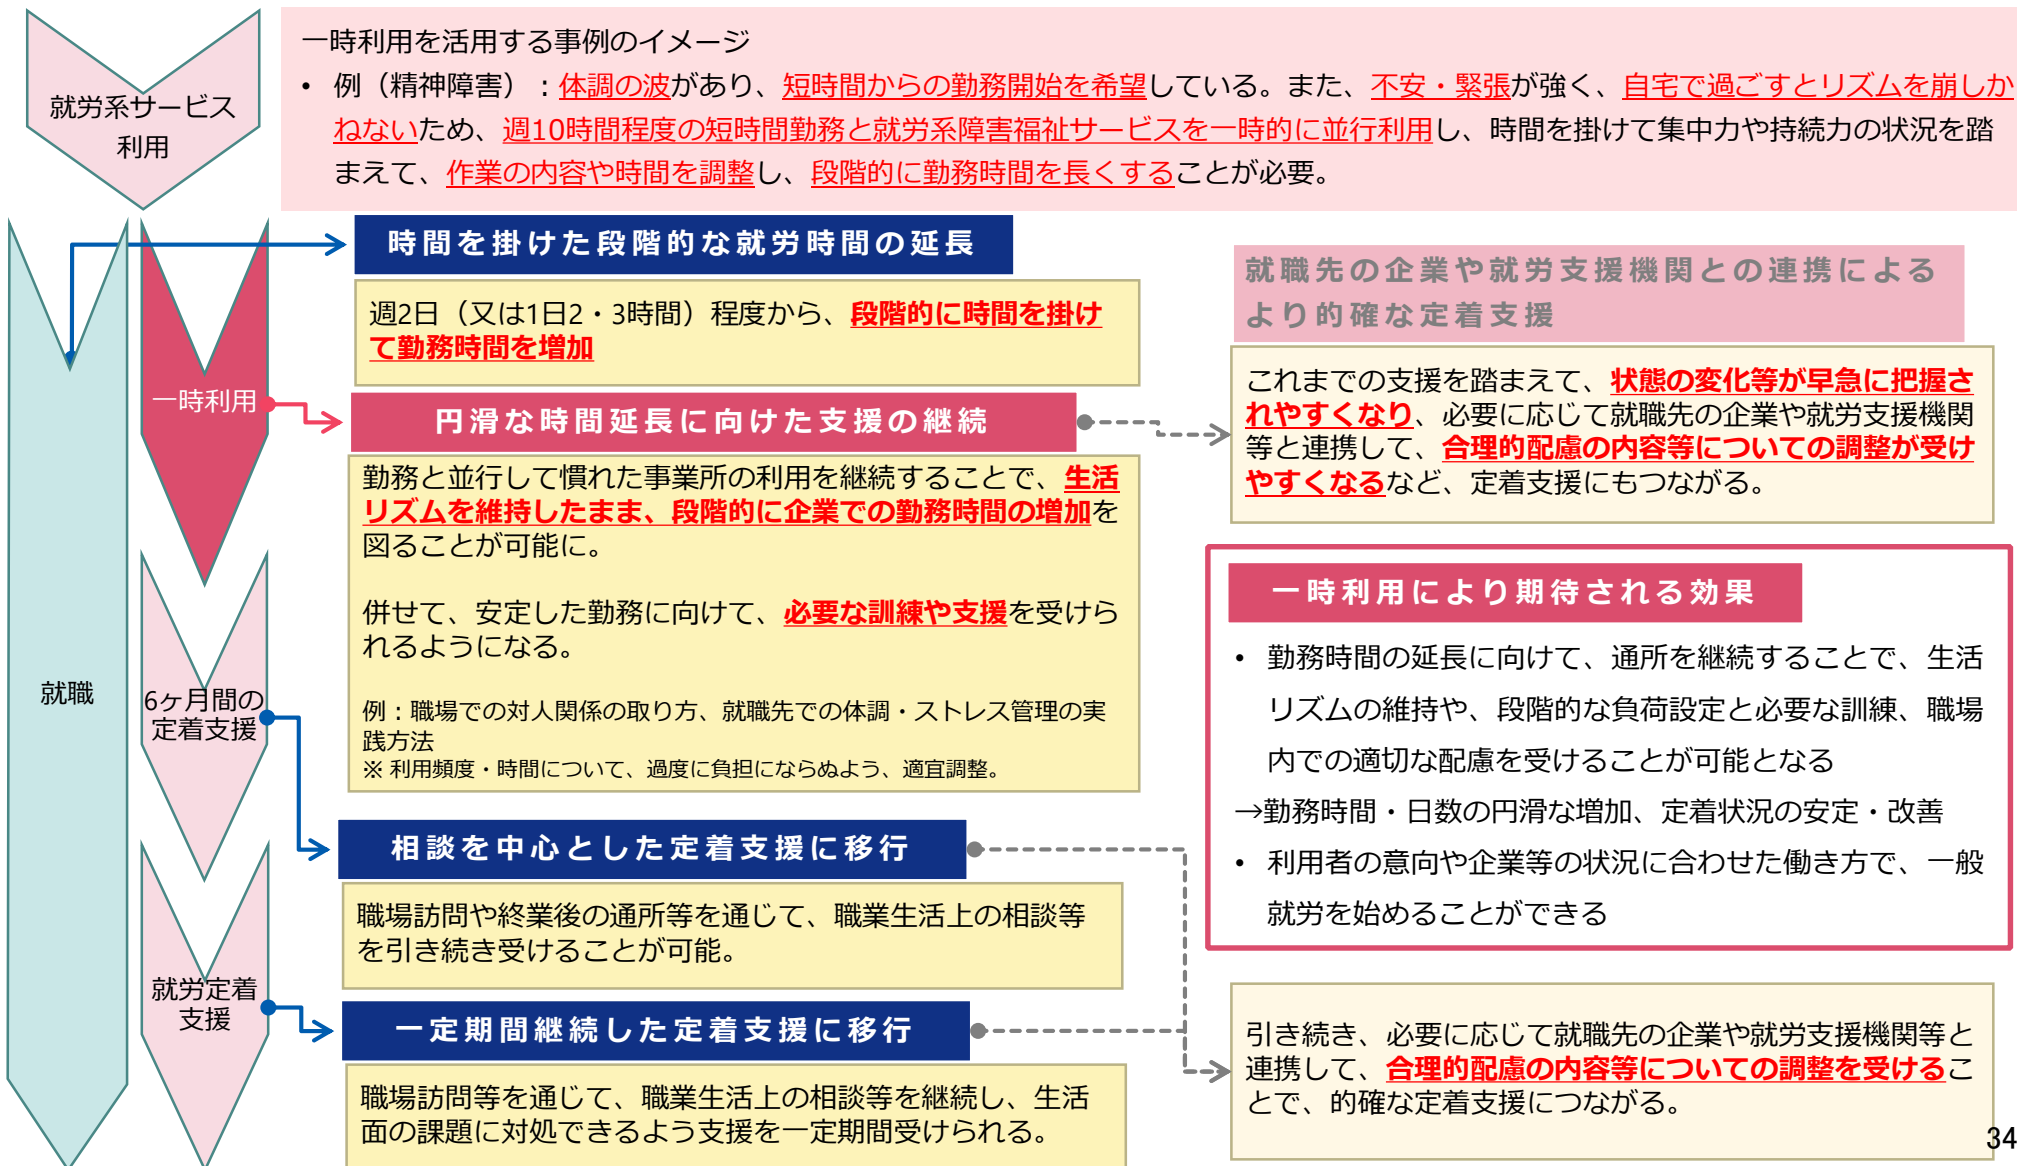 就労系サービス
利用
一時利用を活用する事例のイメージ
• 例（精神障害）：体調の波があり、短時間からの勤務開始を希望している。また、不安・緊張が強く、自宅で過ごすとリズムを崩しか
ねないため、週10時間程度の短時間勤務と就労系障害福祉サービスを一時的に並行利用し、時間を掛けて集中力や持続力の状況を踏
まえて、作業の内容や時間を調整し、段階的に勤務時間を長くすることが必要。
就職
一時利用
6ヶ月間の
定着支援
就労定着
支援
時間を掛けた段階的な就労時間の延長
週2日（又は1日2・3時間）程度から、段階的に時間を掛け
て勤務時間を増加
円滑な時間延長に向けた支援の継続
勤務と並行して慣れた事業所の利用を継続することで、生活
リズムを維持したまま、段階的に企業での勤務時間の増加を
図ることが可能に。
併せて、安定した勤務に向けて、必要な訓練や支援を受けら
れるようになる。
例：職場での対人関係の取り方、就職先での体調・ストレス管理の実
践方法
※ 利用頻度・時間について、過度に負担にならぬよう、適宜調整。
相談を中心とした定着支援に移行
職場訪問や終業後の通所等を通じて、職業生活上の相談等
を引き続き受けることが可能。
一定期間継続した定着支援に移行
職場訪問等を通じて、職業生活上の相談等を継続し、生活
面の課題に対処できるよう支援を一定期間受けられる。
就職先の企業や就労支援機関との連携による
より的確な定着支援
これまでの支援を踏まえて、状態の変化等が早急に把握さ
れやすくなり、必要に応じて就職先の企業や就労支援機関
等と連携して、合理的配慮の内容等についての調整が受け
やすくなるなど、定着支援にもつながる。
一時利用により期待される効果
• 勤務時間の延長に向けて、通所を継続することで、生活
リズムの維持や、段階的な負荷設定と必要な訓練、職場
内での適切な配慮を受けることが可能となる
→勤務時間・日数の円滑な増加、定着状況の安定・改善
• 利用者の意向や企業等の状況に合わせた働き方で、一般
就労を始めることができる
引き続き、必要に応じて就職先の企業や就労支援機関等と
連携して、合理的配慮の内容等についての調整を受けるこ
とで、的確な定着支援につながる。
34